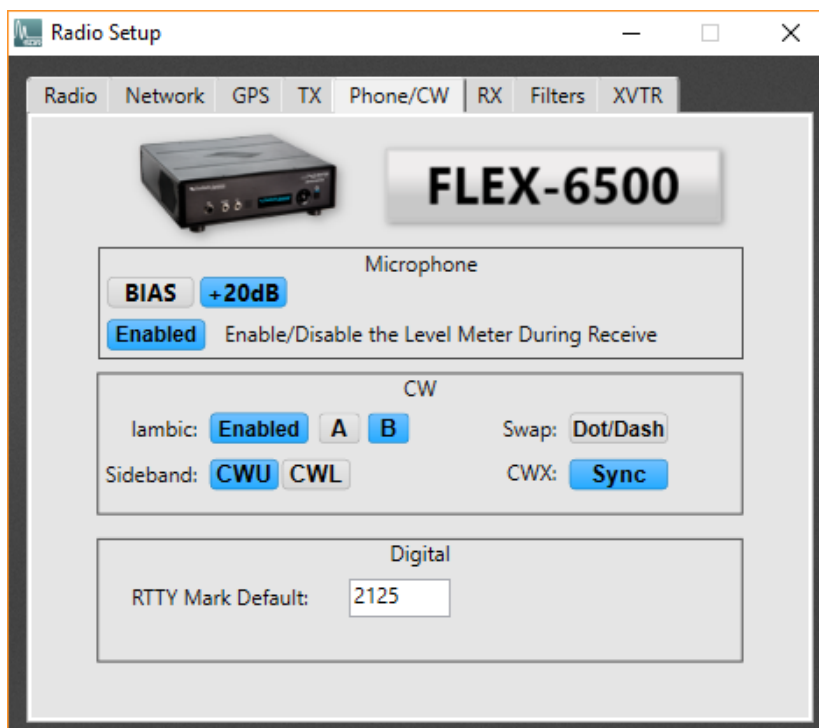 Radio Setup
Radio Network GPS TX Phone/CW RX Filters XVTR
FLEX-6500
Microphone
BIAS +20dB
Enabled Enable/Disable the Level Meter During Receive
CW
Iambic: Enabled A B Swap: Dot/Dash
Sideband: CWU CWL CWX: Sync
Digital
RTTY Mark Default: 2125